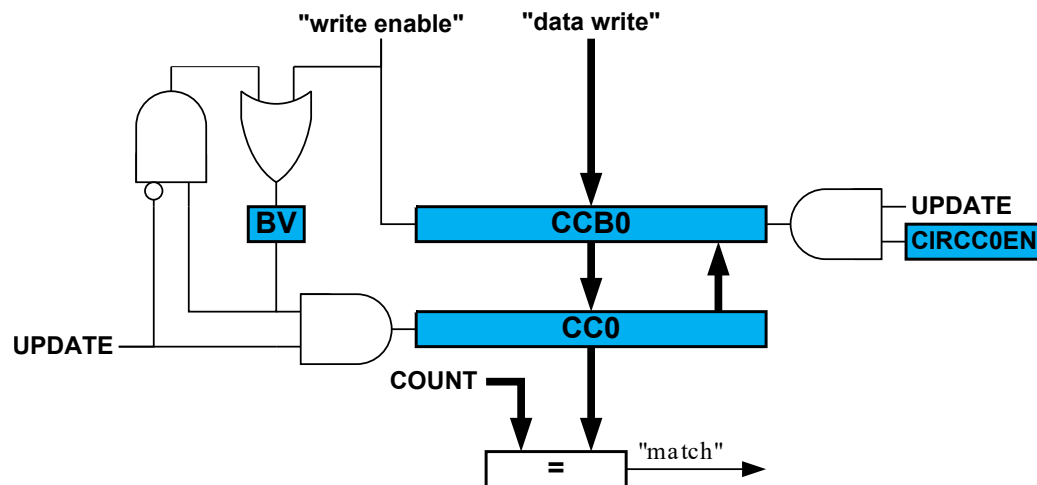 "write enable"
"data write"
BV
CCB0
UPDATE
CIRCC0EN
CC0
UPDATE
COUNT
=
"match"